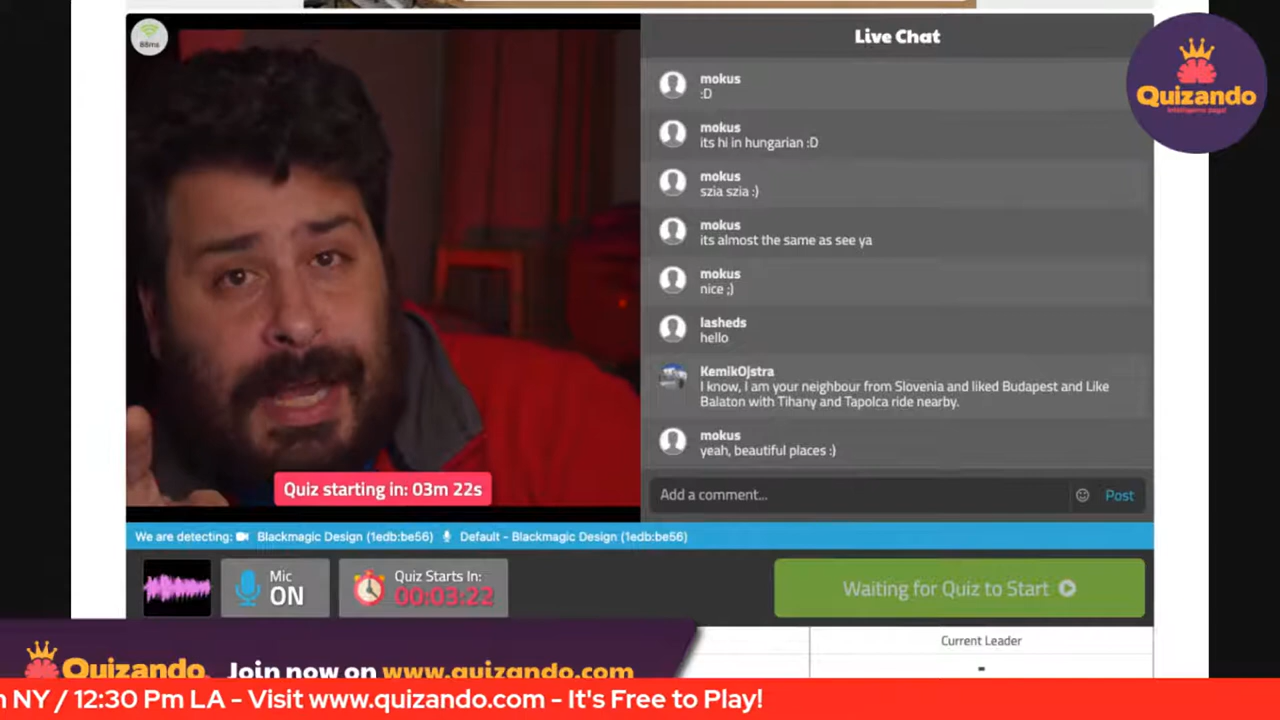 88ms
Live Chat
Quizando
mokus
:D
mokus
its hi in hungarian :D
mokus
szia szia :)
mokus
its almost the same as see ya
mokus
nice ;)
lasheds
hello
KemikOjstra
I know, I am your neighbour from Slovenia and liked Budapest and Like
Balaton with Tihany and Tapolca ride nearby.
mokus
yeah, beautiful places :)
Quiz starting in: 03m 22s
Add a comment...
Post
We are detecting: Blackmagic Design (1edb:be56) Default - Blackmagic Design (1edb:be56)
Mic
ON
Quiz Starts In:
00:03:22
Waiting for Quiz to Start
Current Leader
-
Quizando Join now on www.quizando.com
NY / 12:30 Pm LA - Visit www.quizando.com - It's Free to Play!